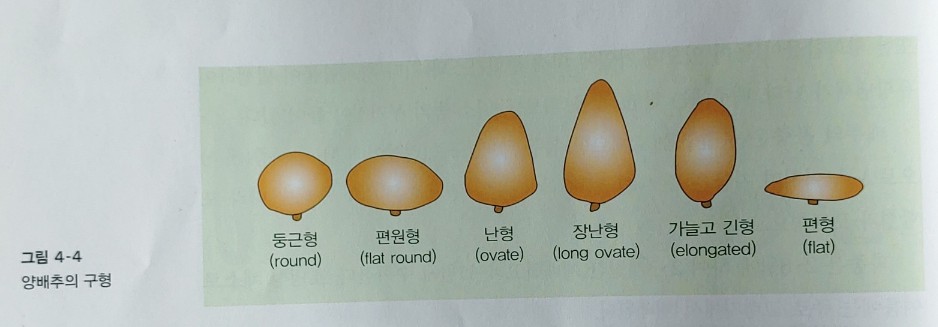 둥근형
(round)
편원형
(flat round)
난형
(ovate)
장난형
(long ovate)
가늘고 긴형
(elongated)
편형
(flat)
그림 4-4
양배추의 구형